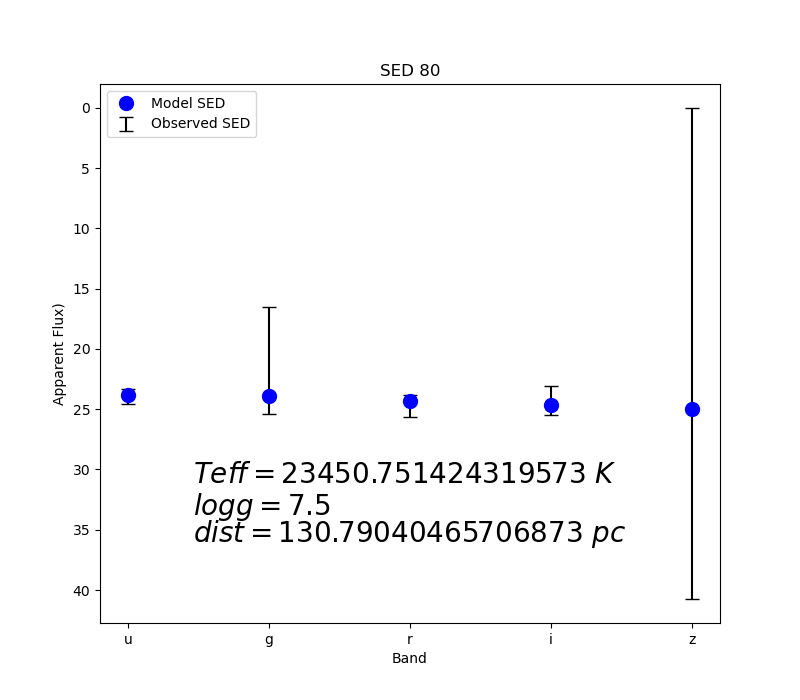 SED 80
Model SED
Observed SED
0
5
10
15
20
25
30
35
40
Apparent Flux)
Teff = 23450.751424319573 K
logg = 7.5
dist = 130.79040465706873 pc
u g r i z
Band